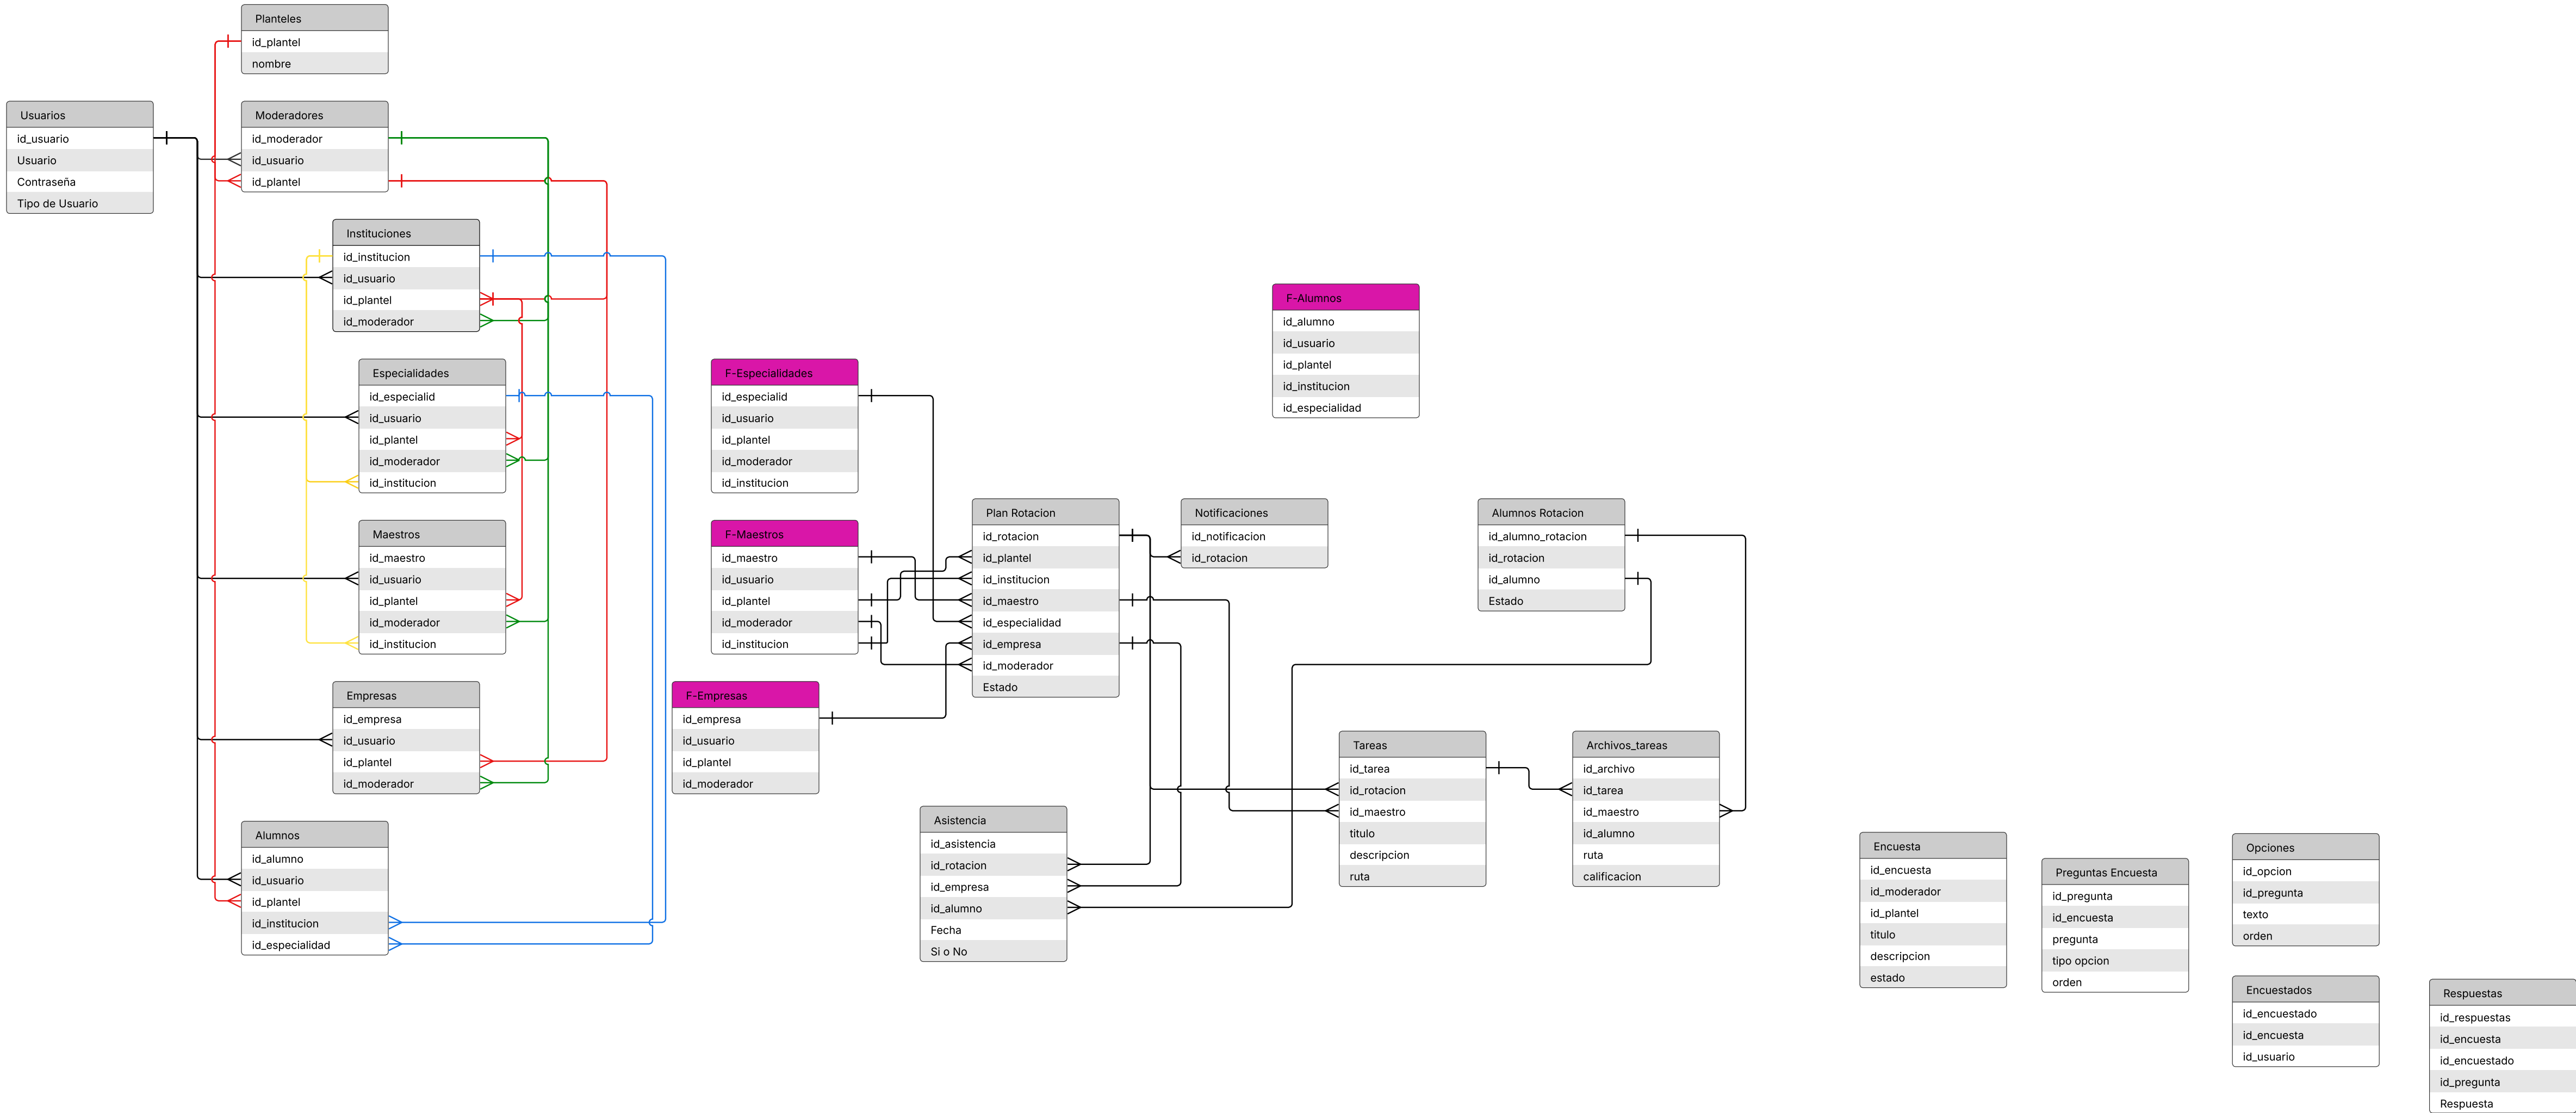 Planteles
id_plantel
nombre
Usuarios
id_usuario
Usuario
Contraseña
Tipo de Usuario
Moderadores
id_moderador
id_usuario
id_plantel
Instituciones
id_institucion
id_usuario
id_plantel
id_moderador
Especialidades
id_especialid
id_usuario
id_plantel
id_moderador
id_institucion
Maestros
id_maestro
id_usuario
id_plantel
id_moderador
id_institucion
Empresas
id_empresa
id_usuario
id_plantel
id_moderador
Alumnos
id_alumno
id_usuario
id_plantel
id_institucion
id_especialidad
F-Especialidades
id_especialid
id_usuario
id_plantel
id_moderador
id_institucion
F-Maestros
id_maestro
id_usuario
id_plantel
id_moderador
id_institucion
F-Empresas
id_empresa
id_usuario
id_plantel
id_moderador
Plan Rotacion
id_rotacion
id_plantel
id_institucion
id_maestro
id_especialidad
id_empresa
id_moderador
Estado
Asistencia
id_asistencia
id_rotacion
id_empresa
id_alumno
Fecha
Si o No
Notificaciones
id_notificacion
id_rotacion
F-Alumnos
id_alumno
id_usuario
id_plantel
id_institucion
id_especialidad
Alumnos Rotacion
id_alumno_rotacion
id_rotacion
id_alumno
Estado
Tareas
id_tarea
id_rotacion
id_maestro
titulo
descripcion
ruta
Archivos_tareas
id_archivo
id_tarea
id_maestro
id_alumno
ruta
calificacion
Encuesta
id_encuesta
id_moderador
id_plantel
titulo
descripcion
estado
Preguntas Encuesta
id_pregunta
id_encuesta
pregunta
tipo opcion
orden
Opciones
id_opcion
id_pregunta
texto
orden
Encuestados
id_encuestado
id_encuesta
id_usuario
Respuestas
id_respuestas
id_encuesta
id_encuestado
id_pregunta
Respuesta